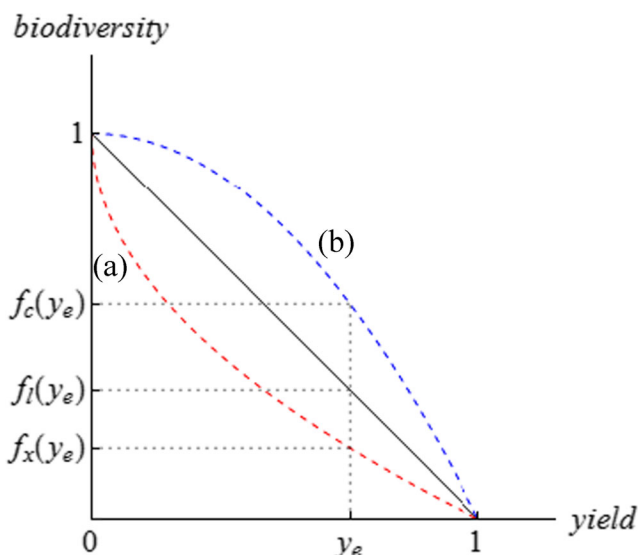 biodiversity
1
(b)
(a)
f_c(y_e)
f_l(y_e)
f_x(y_e)
yield
0
y_e
1